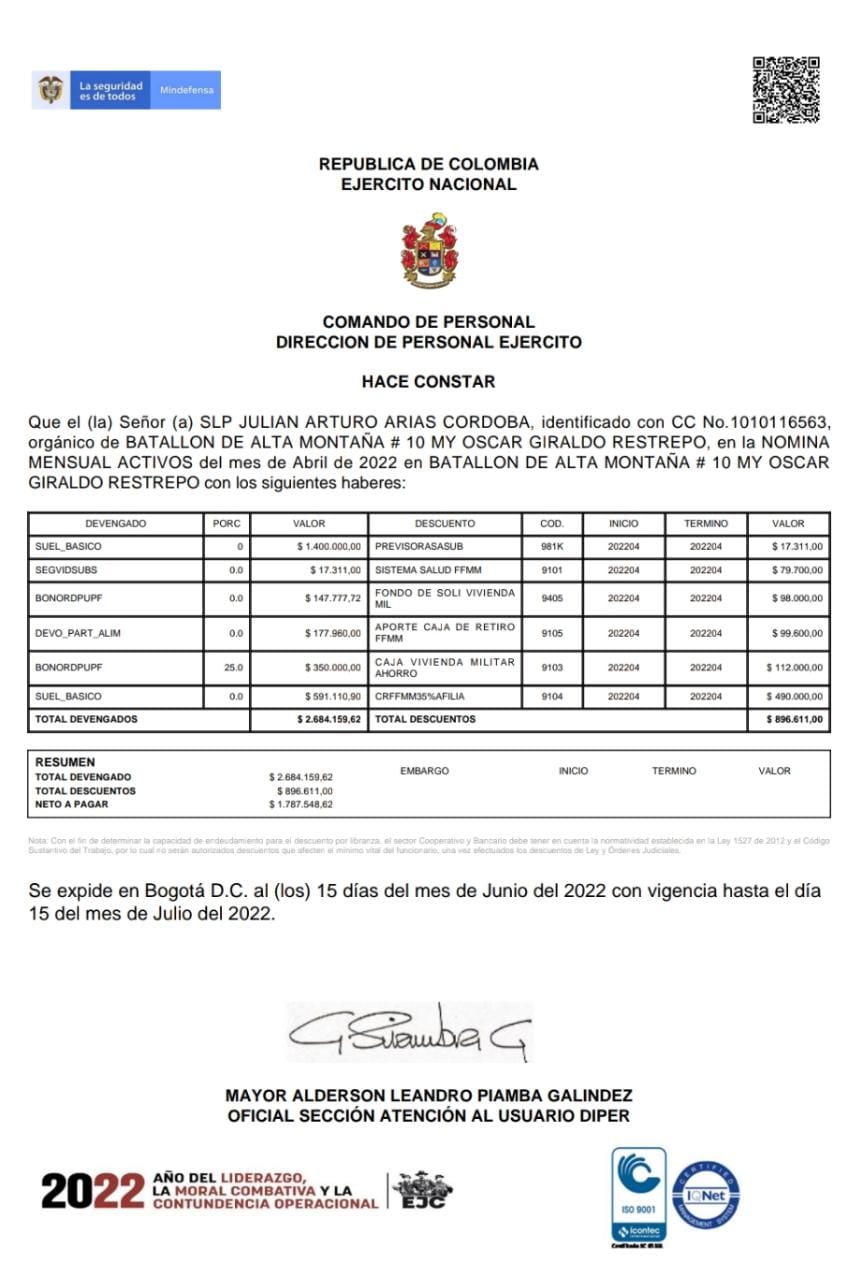 La seguridad
es de todos
Mindefensa
REPUBLICA DE COLOMBIA
EJERCITO NACIONAL
COMANDO DE PERSONAL
DIRECCION DE PERSONAL EJERCITO
HACE CONSTAR
Que el (la) Señor (a) SLP JULIAN ARTURO ARIAS CORDOBA, identificado con CC No.1010116563,
orgánico de BATALLON DE ALTA MONTAÑA # 10 MY OSCAR GIRALDO RESTREPO, en la NOMINA
MENSUAL ACTIVOS del mes de Abril de 2022 en BATALLON DE ALTA MONTAÑA # 10 MY OSCAR
GIRALDO RESTREPO con los siguientes haberes:
DEVENGADO PORC VALOR DESCUENTO COD. INICIO TERMINO VALOR
SUEL_BASICO 0 $ 1.400.000,00 PREVISORASASUB 981K 202204 202204 $ 17.311,00
SEGVIDSUBS 0.0 $ 17.311,00 SISTEMA SALUD FFMM 9101 202204 202204 $ 79.700,00
BONORDPUPF 0.0 $ 147.777,72 FONDO DE SOLI VIVIENDA
MIL 9405 202204 202204 $ 98.000,00
DEVO_PART_ALIM 0.0 $ 177.960,00 APORTE CAJA DE RETIRO
FFMM 9105 202204 202204 $ 99.600,00
BONORDPUPF 25.0 $ 350.000,00 CAJA VIVIENDA MILITAR
AHORRO 9103 202204 202204 $ 112.000,00
SUEL_BASICO 0.0 $ 591.110,90 CRFFMM35%AFILIA 9104 202204 202204 $ 490.000,00
TOTAL DEVENGADOS $ 2.684.159,62 TOTAL DESCUENTOS $ 896.611,00
RESUMEN
EMBARGO INICIO TERMINO VALOR
TOTAL DEVENGADO $ 2.684.159,62
TOTAL DESCUENTOS $ 896.611,00
NETO A PAGAR $ 1.787.548,62
Nota: Con el fin de determinar la capacidad de endeudamiento para el descuento por libranza, el sector Cooperativo y Bancario debe tener en cuenta la normatividad establecida en la Ley 1527 de 2012 y el Código
Sustantivo del Trabajo, por lo cual no serán autorizados descuentos que afecten el mínimo vital del funcionario, una vez efectuados los descuentos de Ley y Órdenes Judiciales.
Se expide en Bogotá D.C. al (los) 15 días del mes de Junio del 2022 con vigencia hasta el día
15 del mes de Julio del 2022.
G Piamba G
MAYOR ALDERSON LEANDRO PIAMBA GALINDEZ
OFICIAL SECCIÓN ATENCIÓN AL USUARIO DIPER
2022 AÑO DEL LIDERAZGO,
LA MORAL COMBATIVA Y LA
CONTUNDENCIA OPERACIONAL
EJC
ISO 9001
icontec
CERTIFIED
IQNet
MANAGEMENT SYSTEM